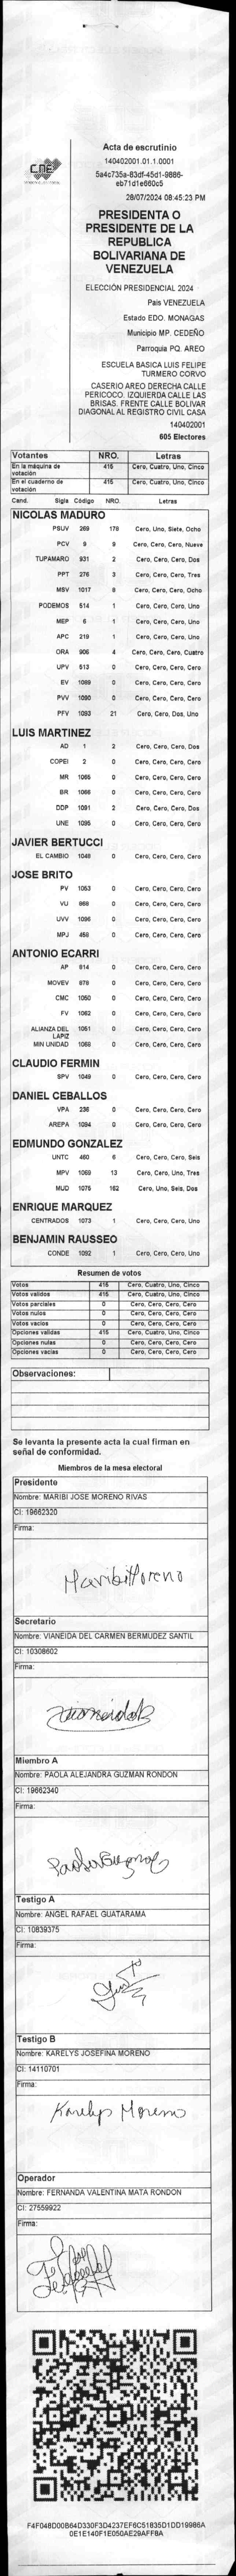 CNE
Acta de escrutinio
140402001.01.1.0001
5a4c735a-83df-45d1-9886-
eb71d1e660c5
28/07/2024 08:45:23 PM
PRESIDENTA O
PRESIDENTE DE LA
REPUBLICA
BOLIVARIANA DE
VENEZUELA
ELECCIÓN PRESIDENCIAL 2024
País VENEZUELA
Estado EDO. MONAGAS
Municipio MP. CEDEÑO
Parroquia PQ. AREO
ESCUELA BÁSICA LUIS FELIPE
TURMERO CORVO
CASERIO AREO DERECHA CALLE
PERICOCO. IZQUIERDA CALLE LAS
BRISAS. FRENTE CALLE BOLIVAR
DIAGONAL AL REGISTRO CIVIL CASA
140402001
605 Electores
Votantes NRO. Letras
En la máquina de votación 415 Cero, Cuatro, Uno, Cinco
En el cuaderno de votación 415 Cero, Cuatro, Uno, Cinco
Cand. Sigla Código NRO. Letras
NICOLAS MADURO
PSUV 269 178 Cero, Uno, Siete, Ocho
PCV 9 9 Cero, Cero, Cero, Nueve
TUPAMARO 931 2 Cero, Cero, Cero, Dos
PPT 276 3 Cero, Cero, Cero, Tres
MSV 1017 8 Cero, Cero, Cero, Ocho
PODEMOS 514 1 Cero, Cero, Cero, Uno
MEP 6 1 Cero, Cero, Cero, Uno
APC 219 1 Cero, Cero, Cero, Uno
ORA 906 4 Cero, Cero, Cero, Cuatro
UPV 513 0 Cero, Cero, Cero, Cero
EV 1089 0 Cero, Cero, Cero, Cero
PVV 1090 0 Cero, Cero, Cero, Cero
PFV 1093 21 Cero, Cero, Dos, Uno
LUIS MARTINEZ
AD 1 2 Cero, Cero, Cero, Dos
COPEI 2 0 Cero, Cero, Cero, Cero
MR 1065 0 Cero, Cero, Cero, Cero
BR 1066 0 Cero, Cero, Cero, Cero
DDP 1091 2 Cero, Cero, Cero, Dos
UNE 1095 0 Cero, Cero, Cero, Cero
JAVIER BERTUCCI
EL CAMBIO 1048 0 Cero, Cero, Cero, Cero
JOSE BRITO
PV 1053 0 Cero, Cero, Cero, Cero
VU 868 0 Cero, Cero, Cero, Cero
UVV 1096 0 Cero, Cero, Cero, Cero
MPJ 459 0 Cero, Cero, Cero, Cero
ANTONIO ECARRI
AP 814 0 Cero, Cero, Cero, Cero
MOVEV 878 0 Cero, Cero, Cero, Cero
CMC 1050 0 Cero, Cero, Cero, Cero
FV 1062 0 Cero, Cero, Cero, Cero
ALIANZA DEL LAPIZ 1051 0 Cero, Cero, Cero, Cero
MIN UNIDAD 1068 0 Cero, Cero, Cero, Cero
CLAUDIO FERMIN
SPV 1049 0 Cero, Cero, Cero, Cero
DANIEL CEBALLOS
VPA 236 0 Cero, Cero, Cero, Cero
AREPA 1094 0 Cero, Cero, Cero, Cero
EDMUNDO GONZALEZ
UNTC 460 6 Cero, Cero, Cero, Seis
MPV 1069 13 Cero, Cero, Uno, Tres
MUD 1075 162 Cero, Uno, Seis, Dos
ENRIQUE MARQUEZ
CENTRADOS 1073 1 Cero, Cero, Cero, Uno
BENJAMIN RAUSSEO
CONDE 1092 1 Cero, Cero, Cero, Uno
Resumen de votos
Votos 415 Cero, Cuatro, Uno, Cinco
Votos validos 415 Cero, Cuatro, Uno, Cinco
Votos parciales 0 Cero, Cero, Cero, Cero
Votos nulos 0 Cero, Cero, Cero, Cero
Votos vacios 0 Cero, Cero, Cero, Cero
Opciones validas 415 Cero, Cuatro, Uno, Cinco
Opciones nulas 0 Cero, Cero, Cero, Cero
Opciones vacias 0 Cero, Cero, Cero, Cero
Observaciones:
Se levanta la presente acta la cual firman en
señal de conformidad.
Miembros de la mesa electoral
Presidente
Nombre: MARIBI JOSE MORENO RIVAS
CI: 19662320
Firma:
Maribi Moreno
Secretario
Nombre: VIANEIDA DEL CARMEN BERMUDEZ SANTIL
CI: 10308602
Firma:
Miembro A
Nombre: PAOLA ALEJANDRA GUZMAN RONDON
CI: 19662340
Firma:
Paola Guzman
Testigo A
Nombre: ANGEL RAFAEL GUATARAMA
CI: 10839375
Firma:
Testigo B
Nombre: KARELYS JOSEFINA MORENO
CI: 14110701
Firma:
Karelys Moreno
Operador
Nombre: FERNANDA VALENTINA MATA RONDON
CI: 27559922
Firma:
F4F048D00B64D330F3D4237EF6C51835D1DD19986A
0E1E140F1E050AE29AFF8A